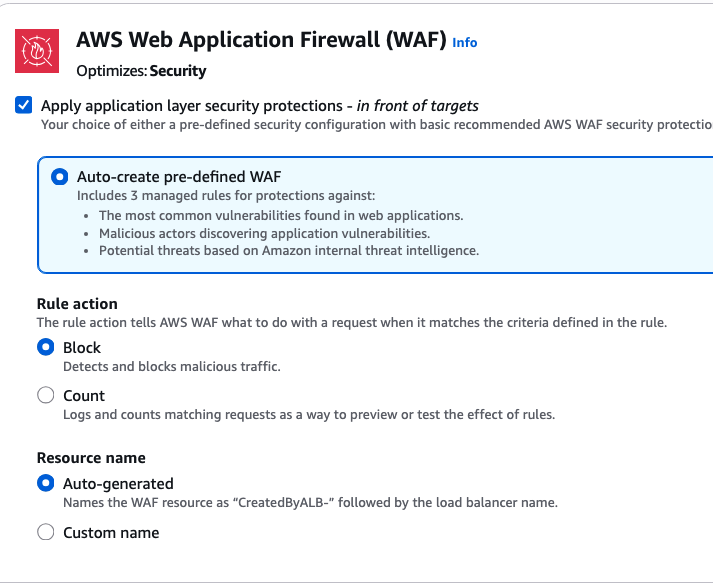 AWS Web Application Firewall (WAF) Info
Optimizes: Security
Apply application layer security protections - in front of targets
Your choice of either a pre-defined security configuration with basic recommended AWS WAF security
Auto-create pre-defined WAF
Includes 3 managed rules for protections against:
• The most common vulnerabilities found in web applications.
• Malicious actors discovering application vulnerabilities.
• Potential threats based on Amazon internal threat intelligence.
Rule action
The rule action tells AWS WAF what to do with a request when it matches the criteria defined in the rule.
Block
Detects and blocks malicious traffic.
Count
Logs and counts matching requests as a way to preview or test the effect of rules.
Resource name
Auto-generated
Names the WAF resource as “CreatedByALB-” followed by the load balancer name.
Custom name